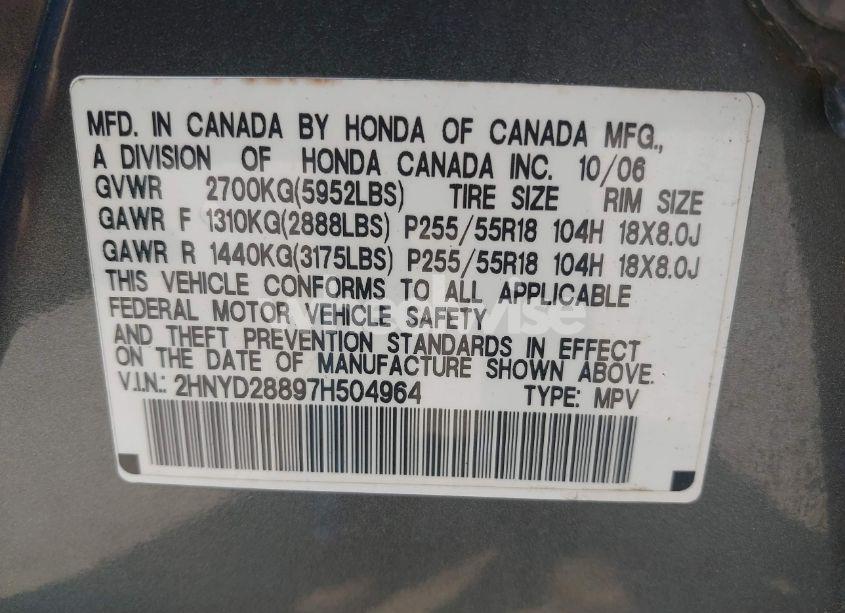 MFD. IN CANADA BY HONDA OF CANADA MFG.,
A DIVISION OF HONDA CANADA INC. 10/06
GVWR 2700KG(5952LBS) TIRE SIZE RIM SIZE
GAWR F 1310KG(2888LBS) P255/55R18 104H 18X8.0J
GAWR R 1440KG(3175LBS) P255/55R18 104H 18X8.0J
THIS VEHICLE CONFORMS TO ALL APPLICABLE
FEDERAL MOTOR VEHICLE SAFETY
AND THEFT PREVENTION STANDARDS IN EFFECT
ON THE DATE OF MANUFACTURE SHOWN ABOVE.
V.I.N.: 2HNYD28897H504964 TYPE: MPV